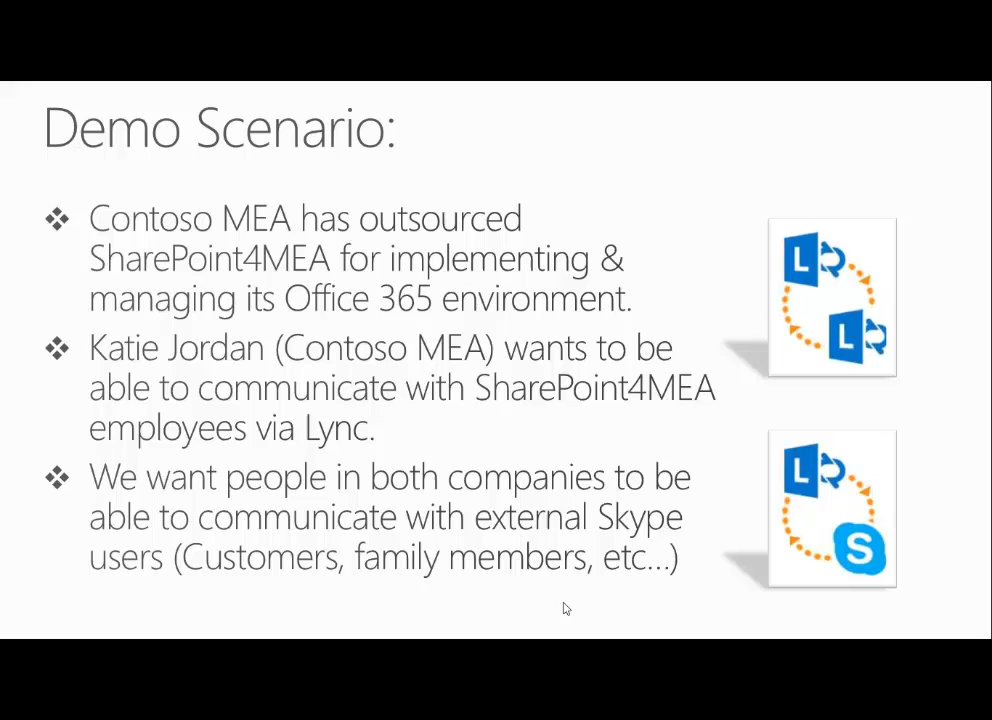 Demo Scenario:
❖ Contoso MEA has outsourced
SharePoint4MEA for implementing &
managing its Office 365 environment.
❖ Katie Jordan (Contoso MEA) wants to be
able to communicate with SharePoint4MEA
employees via Lync.
❖ We want people in both companies to be
able to communicate with external Skype
users (Customers, family members, etc...)
L
L
L
S